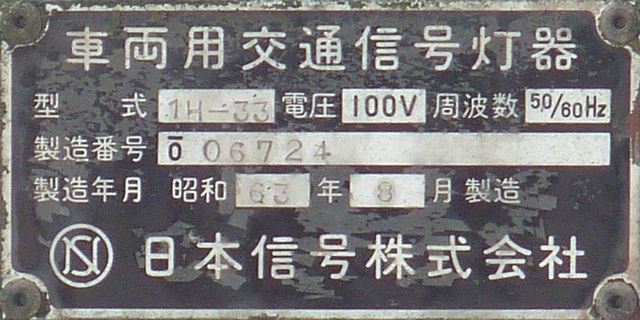 車両用交通信号灯器
型式 1H-33 電圧 100V 周波数 50/60Hz
製造番号 ō 06724
製造年月 昭和 63 年 8 月 製造
NS 日本信号株式会社